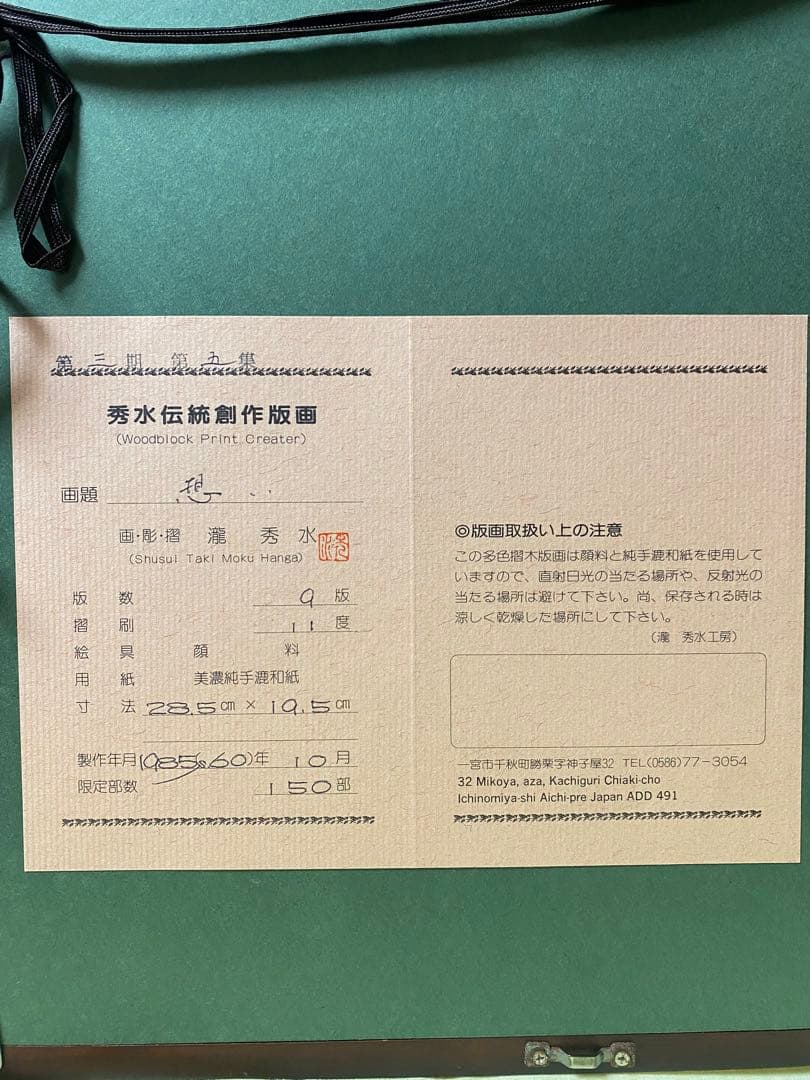 第三期 第五集
秀水伝統創作版画
(Woodblock Print Creater)
画題 想い
画・彫・摺 瀧 秀 水
(Shusui Taki Moku Hanga)
版 数 9 版
摺 刷 11 度
絵 具 顔 料
用 紙 美濃純手漉和紙
寸 法 28.5cm × 19.5cm
製作年月 1985(s60)年 10月
限定部数 150部
◎版画取扱い上の注意
この多色摺木版画は顔料と純手漉和紙を使用して
いますので、直射日光の当たる場所や、反射光の
当たる場所は避けて下さい。尚、保存される時は
涼しく乾燥した場所にして下さい。
(瀧 秀水工房)
一宮市千秋町勝栗字神子屋32 TEL(0586)77-3054
32 Mikoya, aza, Kachiguri Chiaki-cho
Ichinomiya-shi Aichi-pre Japan ADD 491